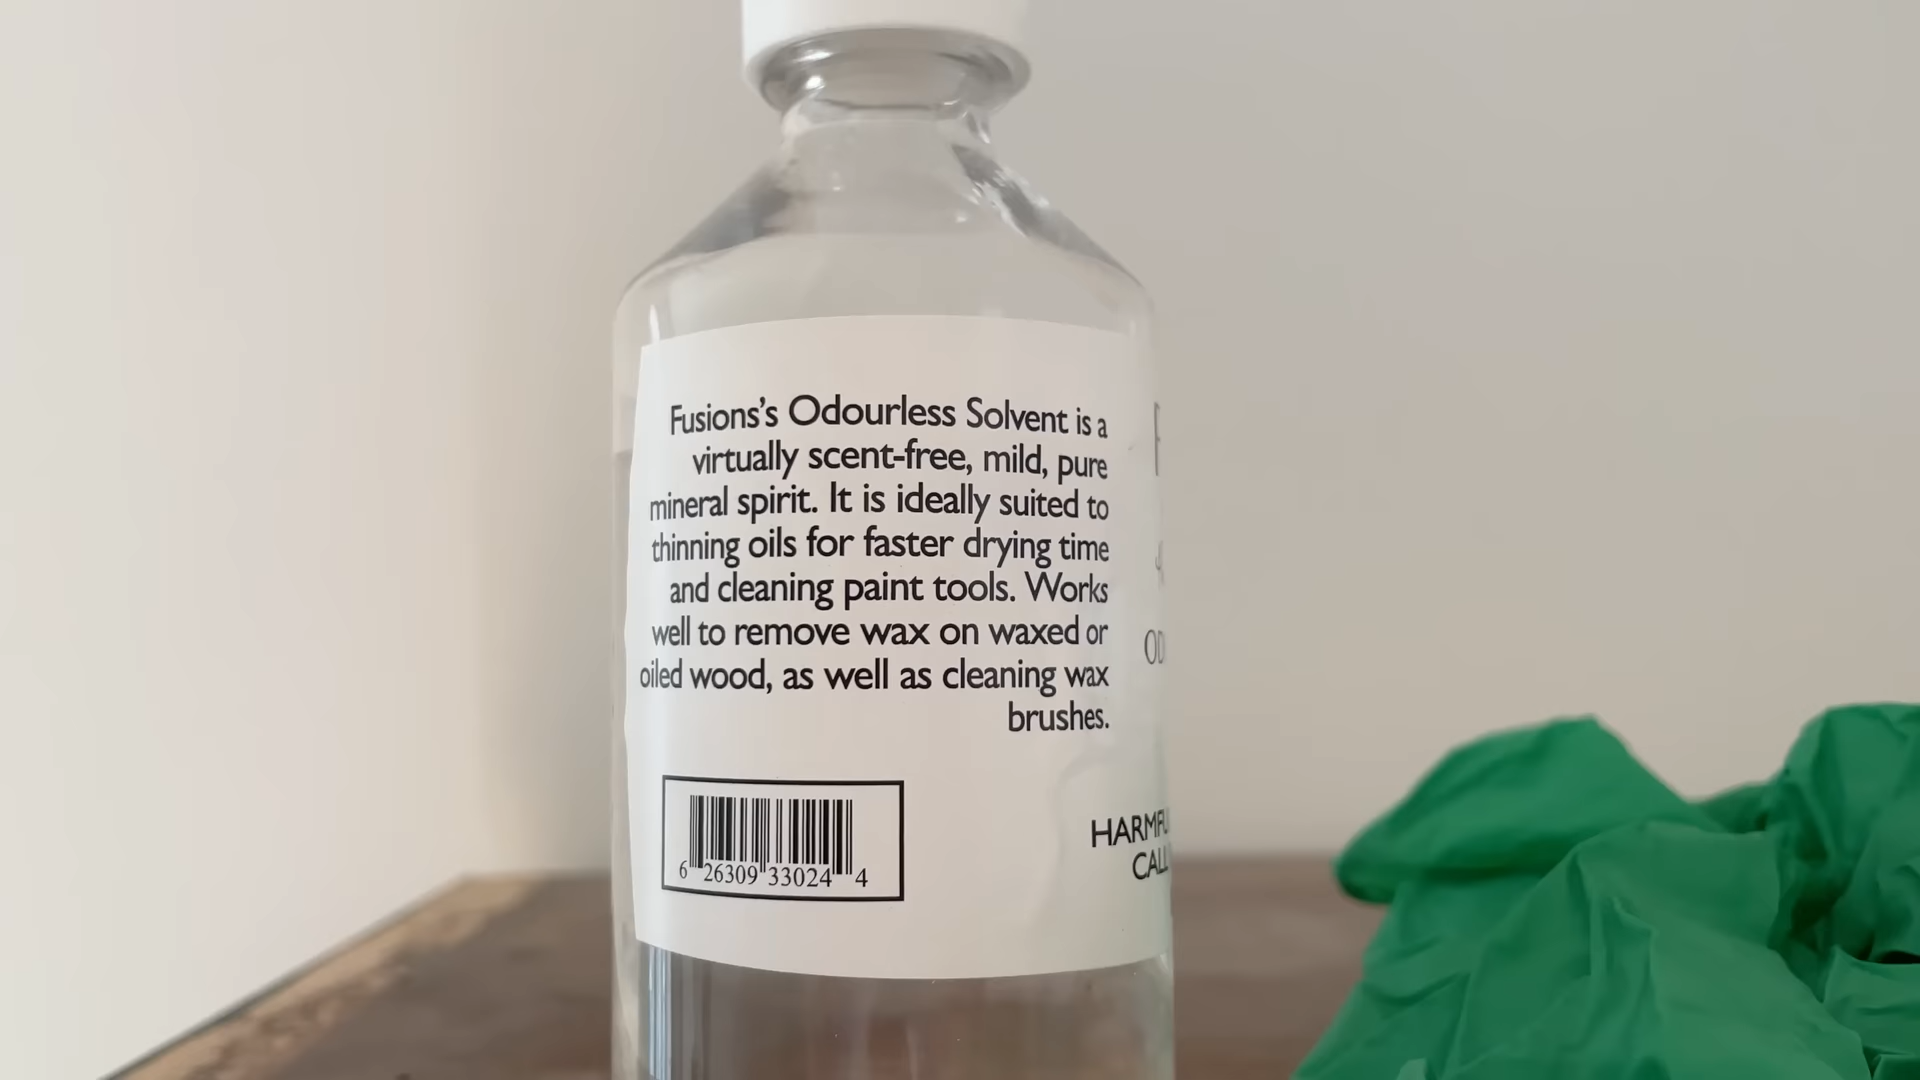 Fusions's Odourless Solvent is a
virtually scent-free, mild, pure
mineral spirit. It is ideally suited to
thinning oils for faster drying time
and cleaning paint tools. Works
well to remove wax on waxed or
oiled wood, as well as cleaning wax
brushes.
6 26309 33024 4